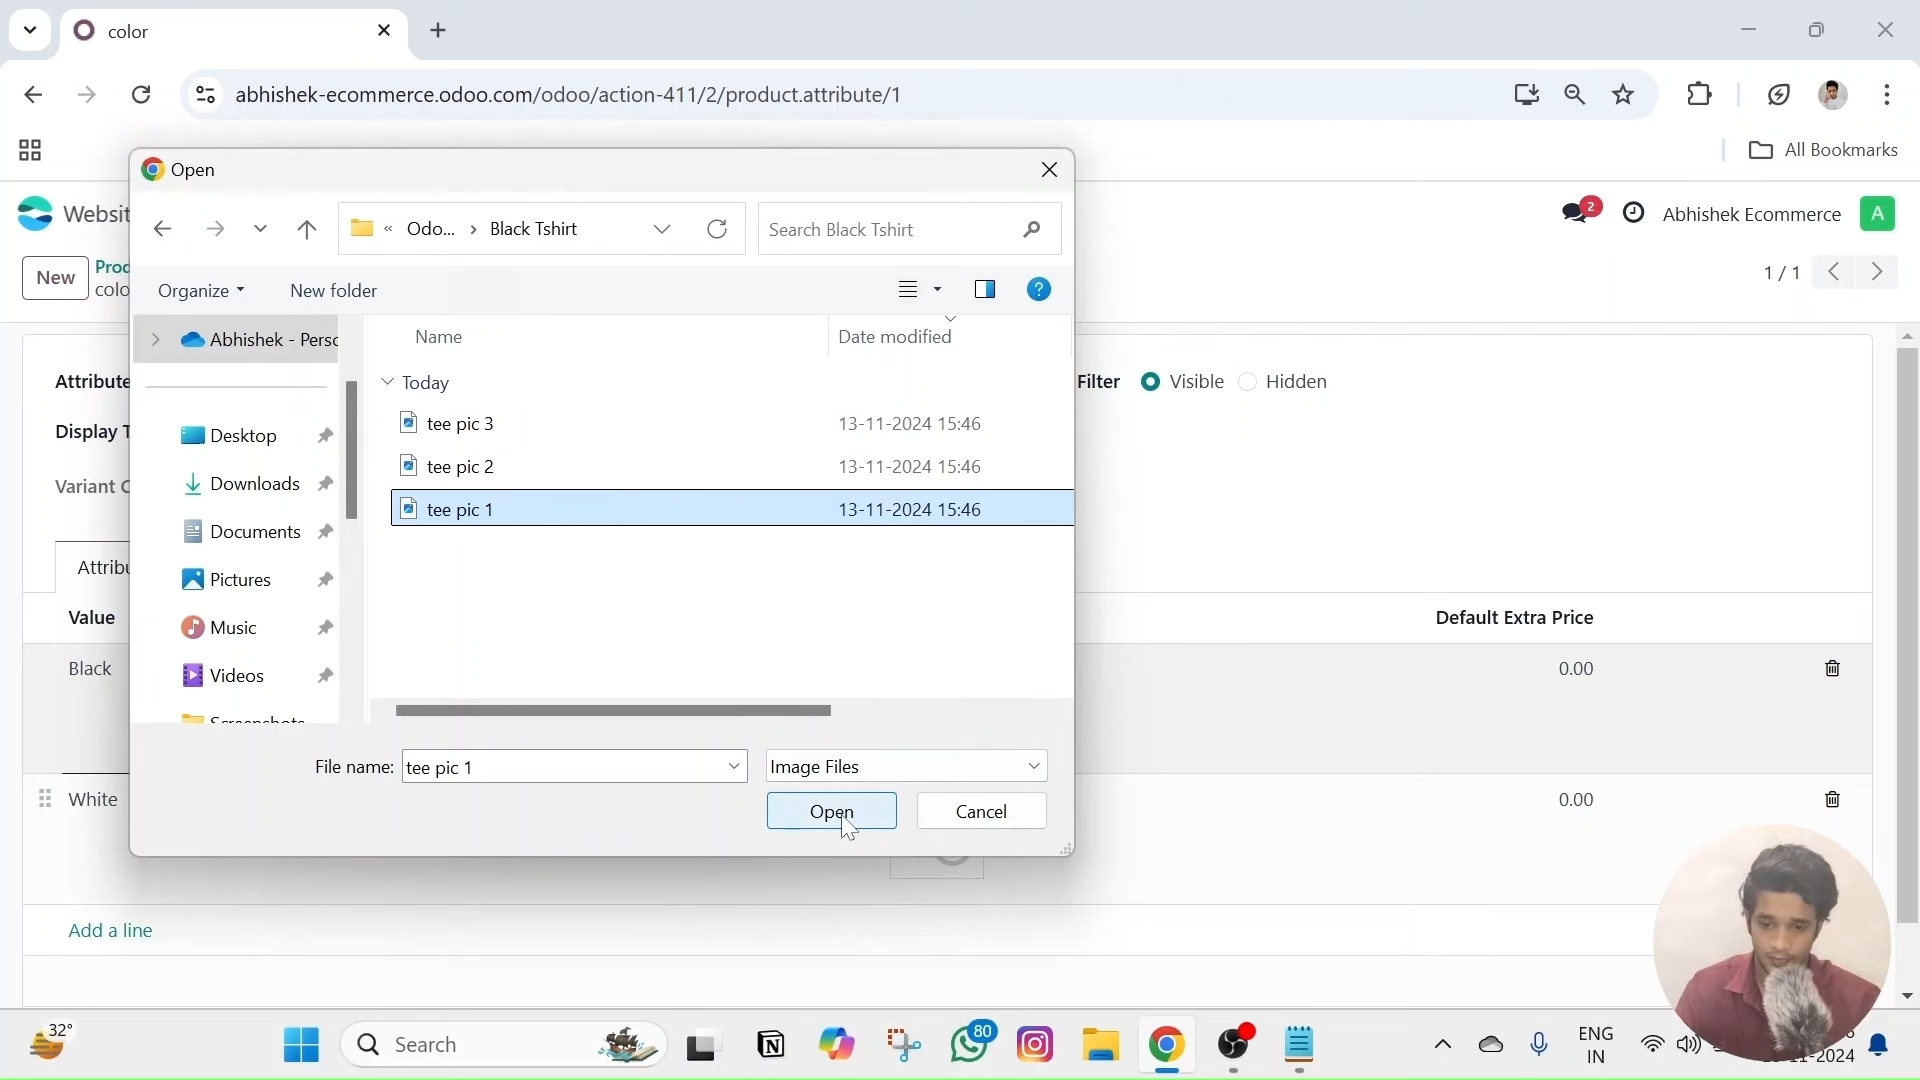 color
abhishek-ecommerce.odoo.com/odoo/action-411/2/product.attribute/1
All Bookmarks
Open
Websit
2
Abhishek Ecommerce
A
« Odo... > Black Tshirt
Search Black Tshirt
New
Prod
colo
1 / 1
Organize
New folder
?
Abhishek - Perso
Name
Date modified
Today
Attribute
Filter
Visible
Hidden
tee pic 3
13-11-2024 15:46
Display T
Desktop
tee pic 2
13-11-2024 15:46
Variant C
Downloads
tee pic 1
13-11-2024 15:46
Documents
Attribu
Pictures
Value
Music
Default Extra Price
Black
Videos
0.00
Screenshots
File name:
tee pic 1
Image Files
White
Open
Cancel
0.00
Add a line
32°
Search
80
ENG
IN
-2024